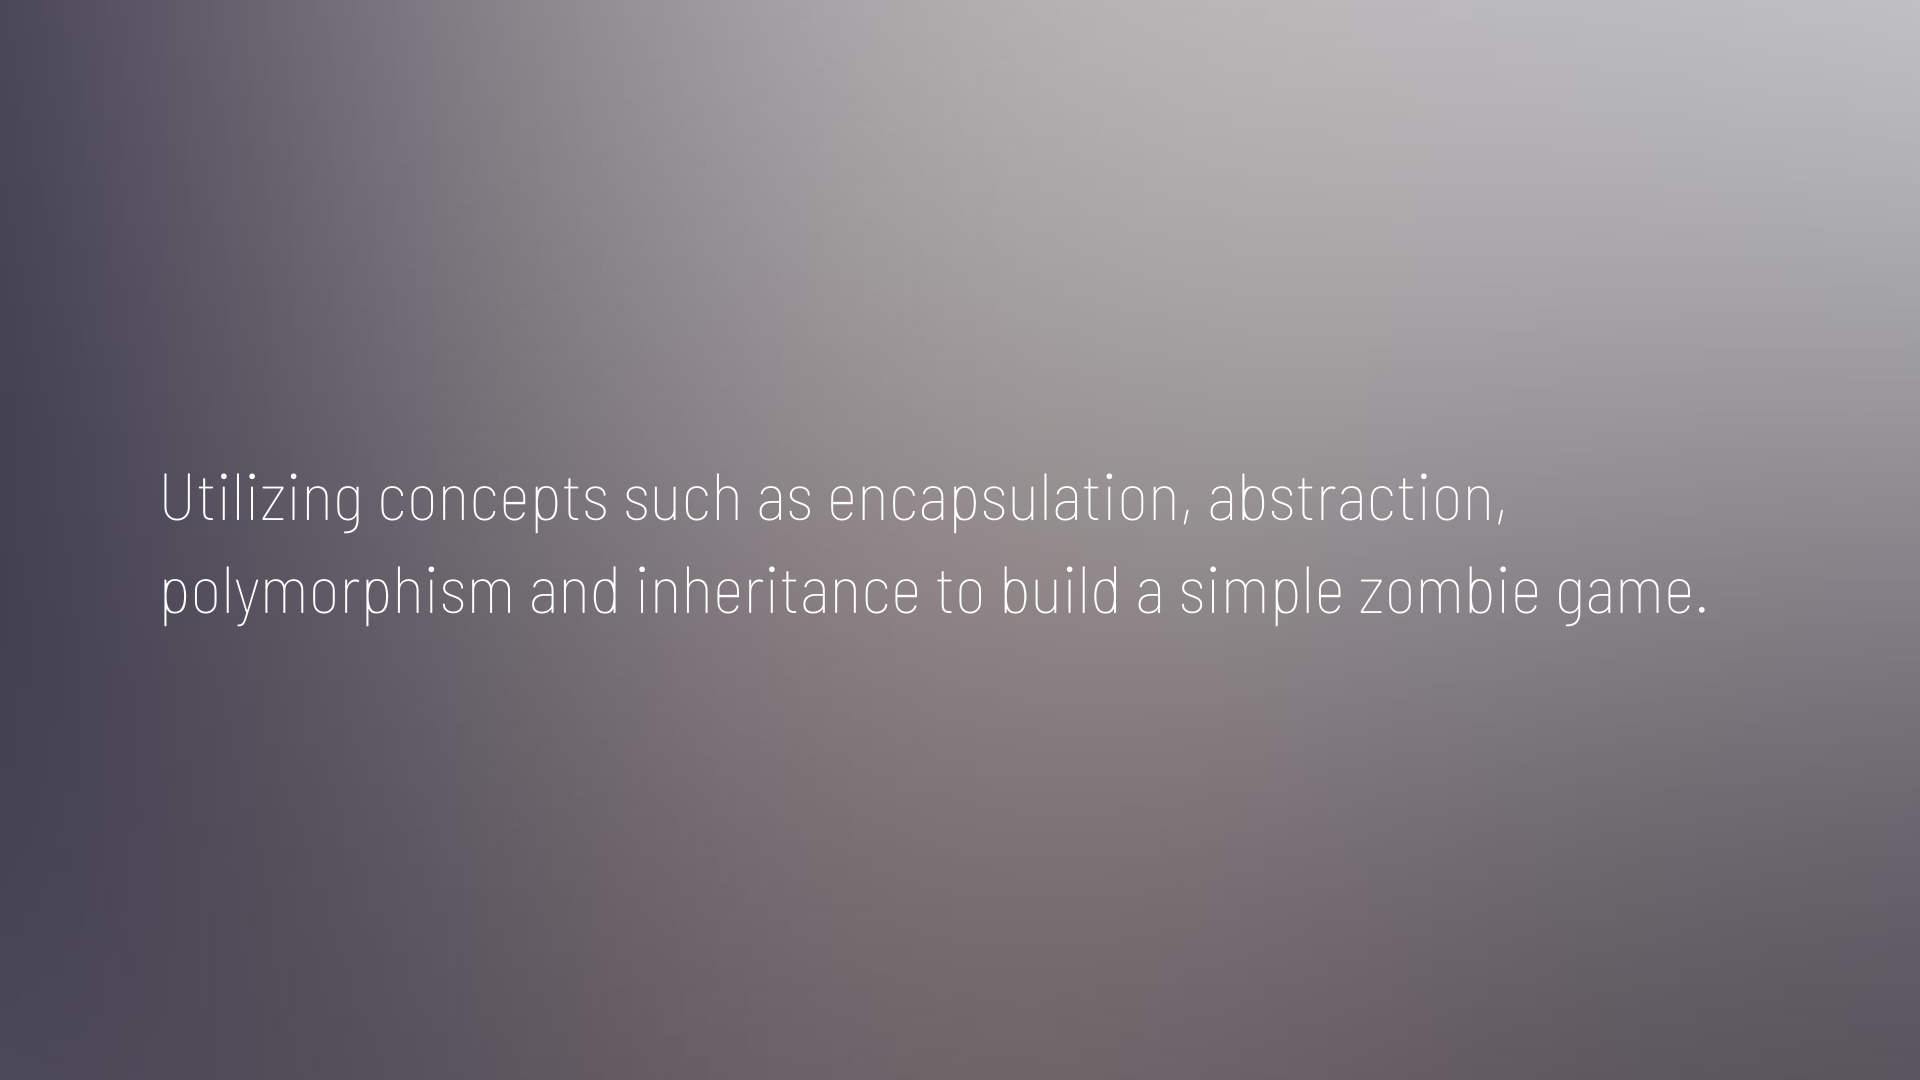 Utilizing concepts such as encapsulation, abstraction,
polymorphism and inheritance to build a simple zombie game.